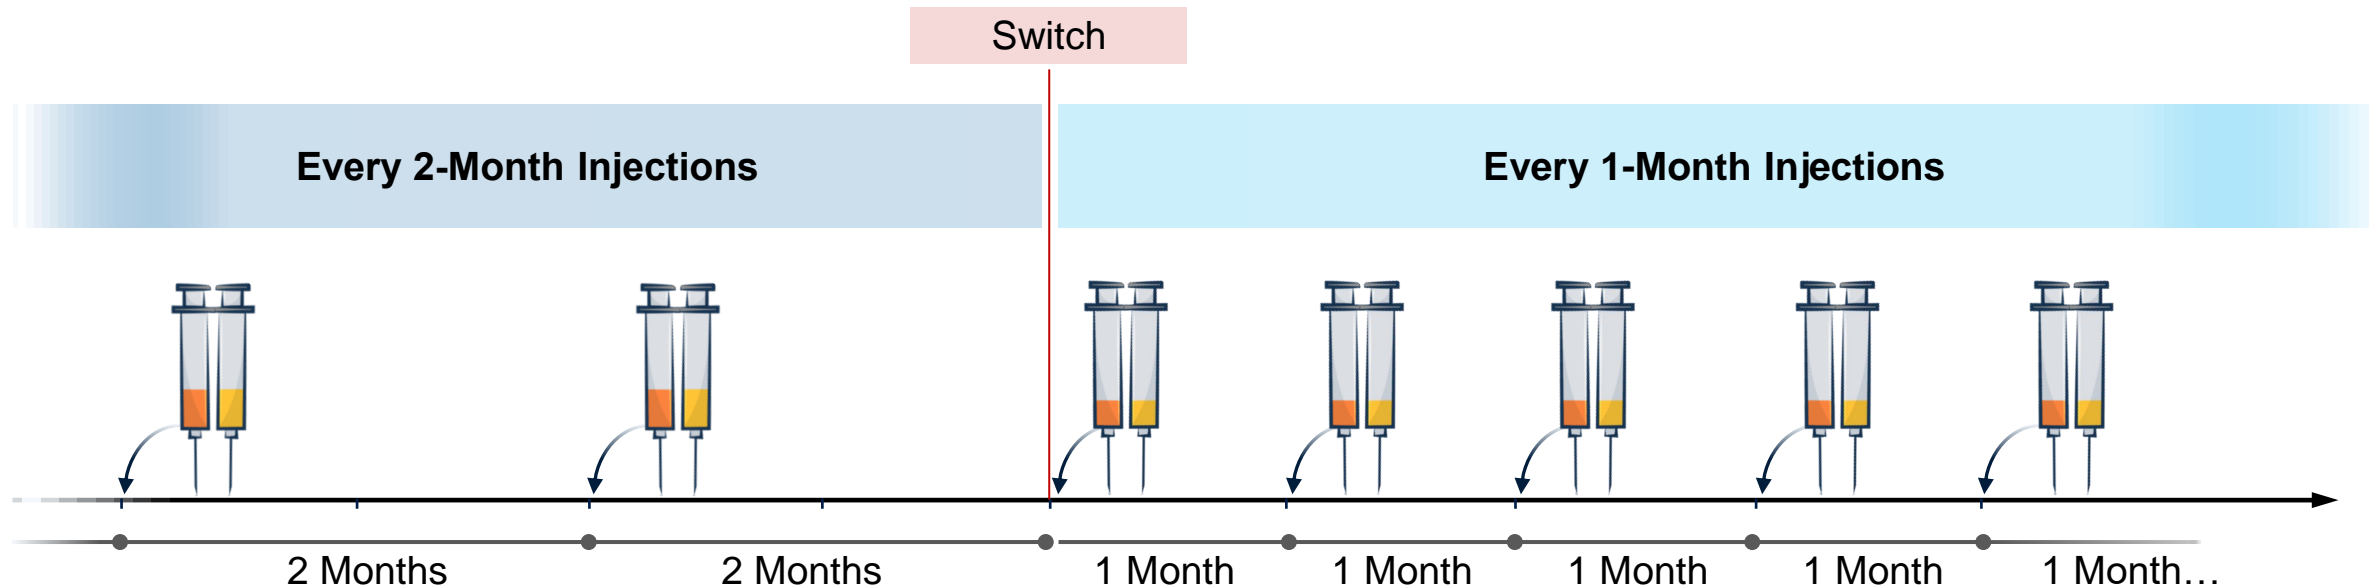 Switch
Every 2-Month Injections
Every 1-Month Injections
2 Months
2 Months
1 Month
1 Month
1 Month
1 Month
1 Month…